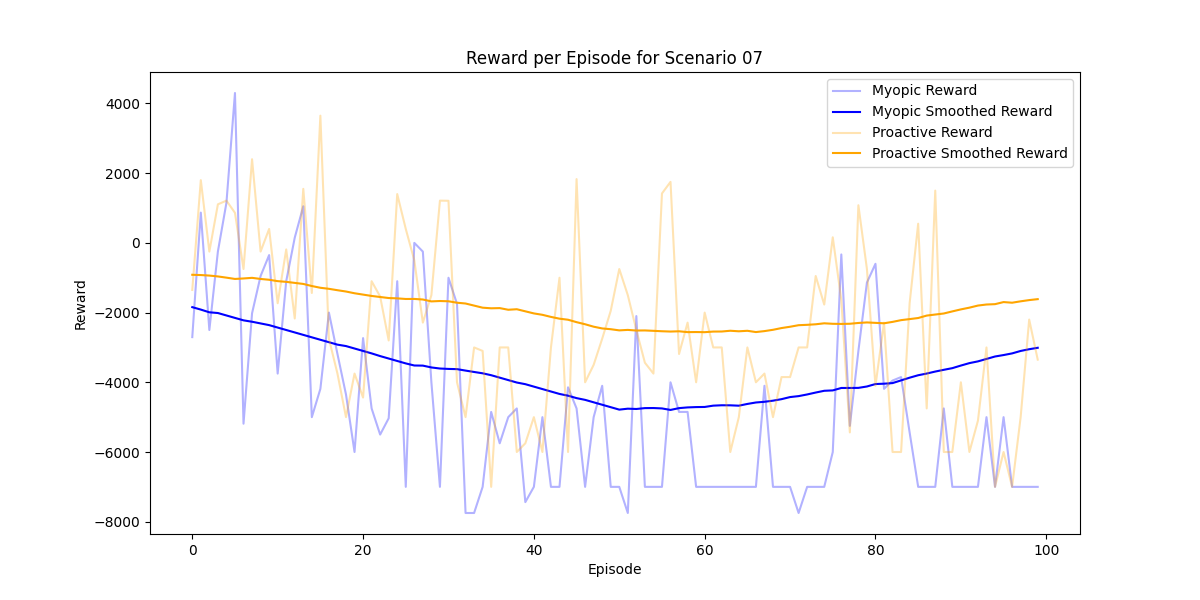 Reward per Episode for Scenario 07
Myopic Reward
Myopic Smoothed Reward
Proactive Reward
Proactive Smoothed Reward
4000
2000
0
−2000
−4000
−6000
−8000
Reward
0 20 40 60 80 100
Episode